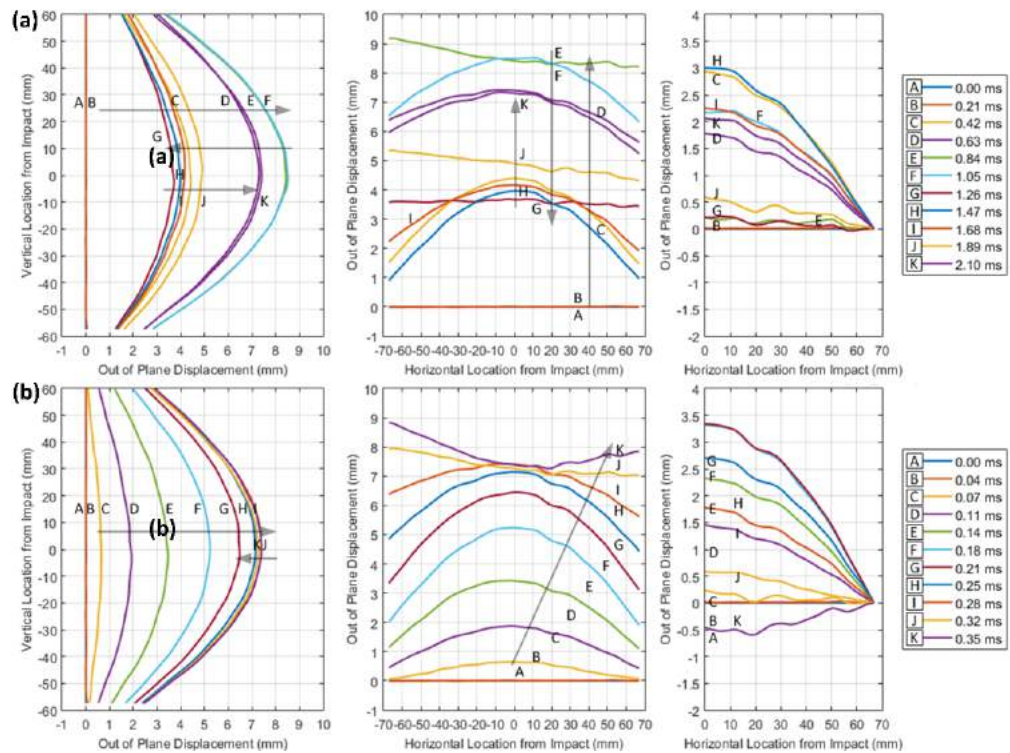 (a)
Vertical Location from Impact (mm)
60
50
40
30
20
10
0
-10
-20
-30
-40
-50
-60
-1 0 1 2 3 4 5 6 7 8 9 10
Out of Plane Displacement (mm)
A B C D E F
G
(a)
H
I J K
Out of Plane Displacement (mm)
10
9
8
7
6
5
4
3
2
1
0
-1
-70 -60 -50 -40 -30 -20 -10 0 10 20 30 40 50 60 70
Horizontal Location from Impact (mm)
E
F
K D
J
H
I G C
B
A
Out of Plane Displacement (mm)
4
3.5
3
2.5
2
1.5
1
0.5
0
-0.5
-1
-1.5
-2
0 10 20 30 40 50 60 70
Horizontal Location from Impact (mm)
H
C
I F
K
D
J
G E
B
A 0.00 ms
B 0.21 ms
C 0.42 ms
D 0.63 ms
E 0.84 ms
F 1.05 ms
G 1.26 ms
H 1.47 ms
I 1.68 ms
J 1.89 ms
K 2.10 ms
(b)
Vertical Location from Impact (mm)
60
50
40
30
20
10
0
-10
-20
-30
-40
-50
-60
-1 0 1 2 3 4 5 6 7 8 9 10
Out of Plane Displacement (mm)
A B C D E F G H I
(b)
K J
Out of Plane Displacement (mm)
10
9
8
7
6
5
4
3
2
1
0
-1
-70 -60 -50 -40 -30 -20 -10 0 10 20 30 40 50 60 70
Horizontal Location from Impact (mm)
K
J
I
H
G
F
E
D
C
B
A
Out of Plane Displacement (mm)
4
3.5
3
2.5
2
1.5
1
0.5
0
-0.5
-1
-1.5
-2
0 10 20 30 40 50 60 70
Horizontal Location from Impact (mm)
G
F
E H
I
D
J
C
B K
A
A 0.00 ms
B 0.04 ms
C 0.07 ms
D 0.11 ms
E 0.14 ms
F 0.18 ms
G 0.21 ms
H 0.25 ms
I 0.28 ms
J 0.32 ms
K 0.35 ms